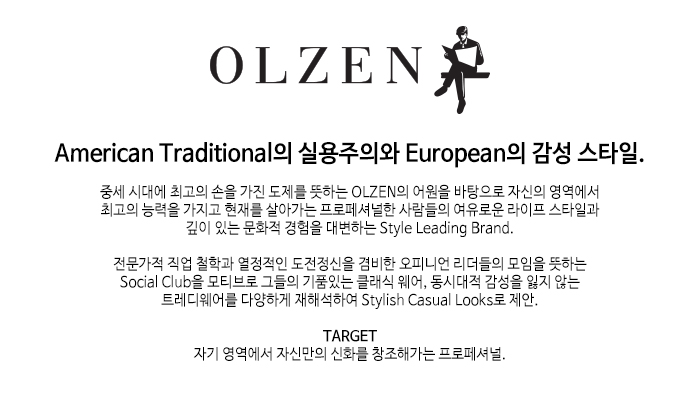 OLZEN
American Traditional의 실용주의와 European의 감성 스타일.
중세 시대에 최고의 손을 가진 도제를 뜻하는 OLZEN의 어원을 바탕으로 자신의 영역에서
최고의 능력을 가지고 현재를 살아가는 프로페셔널한 사람들의 여유로운 라이프 스타일과
깊이 있는 문화적 경험을 대변하는 Style Leading Brand.
전문가적 직업 철학과 열정적인 도전정신을 겸비한 오피니언 리더들의 모임을 뜻하는
Social Club을 모티브로 그들의 기품있는 클래식 웨어, 동시대적 감성을 잃지 않는
트레디웨어를 다양하게 재해석하여 Stylish Casual Looks로 제안.
TARGET
자기 영역에서 자신만의 신화를 창조해가는 프로페셔널.